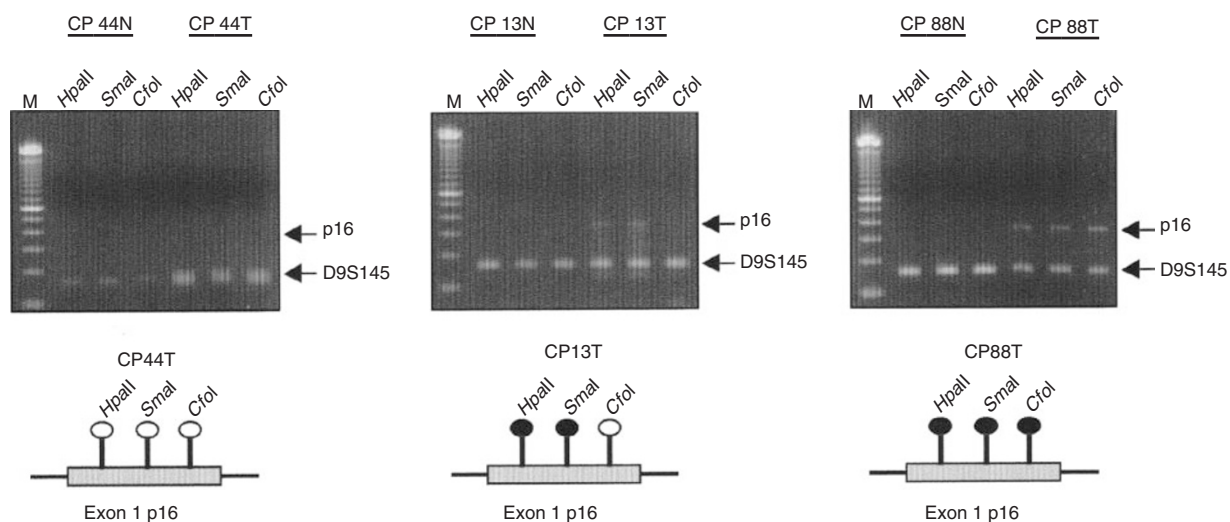 CP 44N CP 44T
M HpaII SmaI CfoI HpaII SmaI CfoI
p16
D9S145
CP44T
HpaII SmaI CfoI
Exon 1 p16
CP 13N CP 13T
M HpaII SmaI CfoI HpaII SmaI CfoI
p16
D9S145
CP13T
HpaII SmaI CfoI
Exon 1 p16
CP 88N CP 88T
M HpaII SmaI CfoI HpaII SmaI CfoI
p16
D9S145
CP88T
HpaII SmaI CfoI
Exon 1 p16